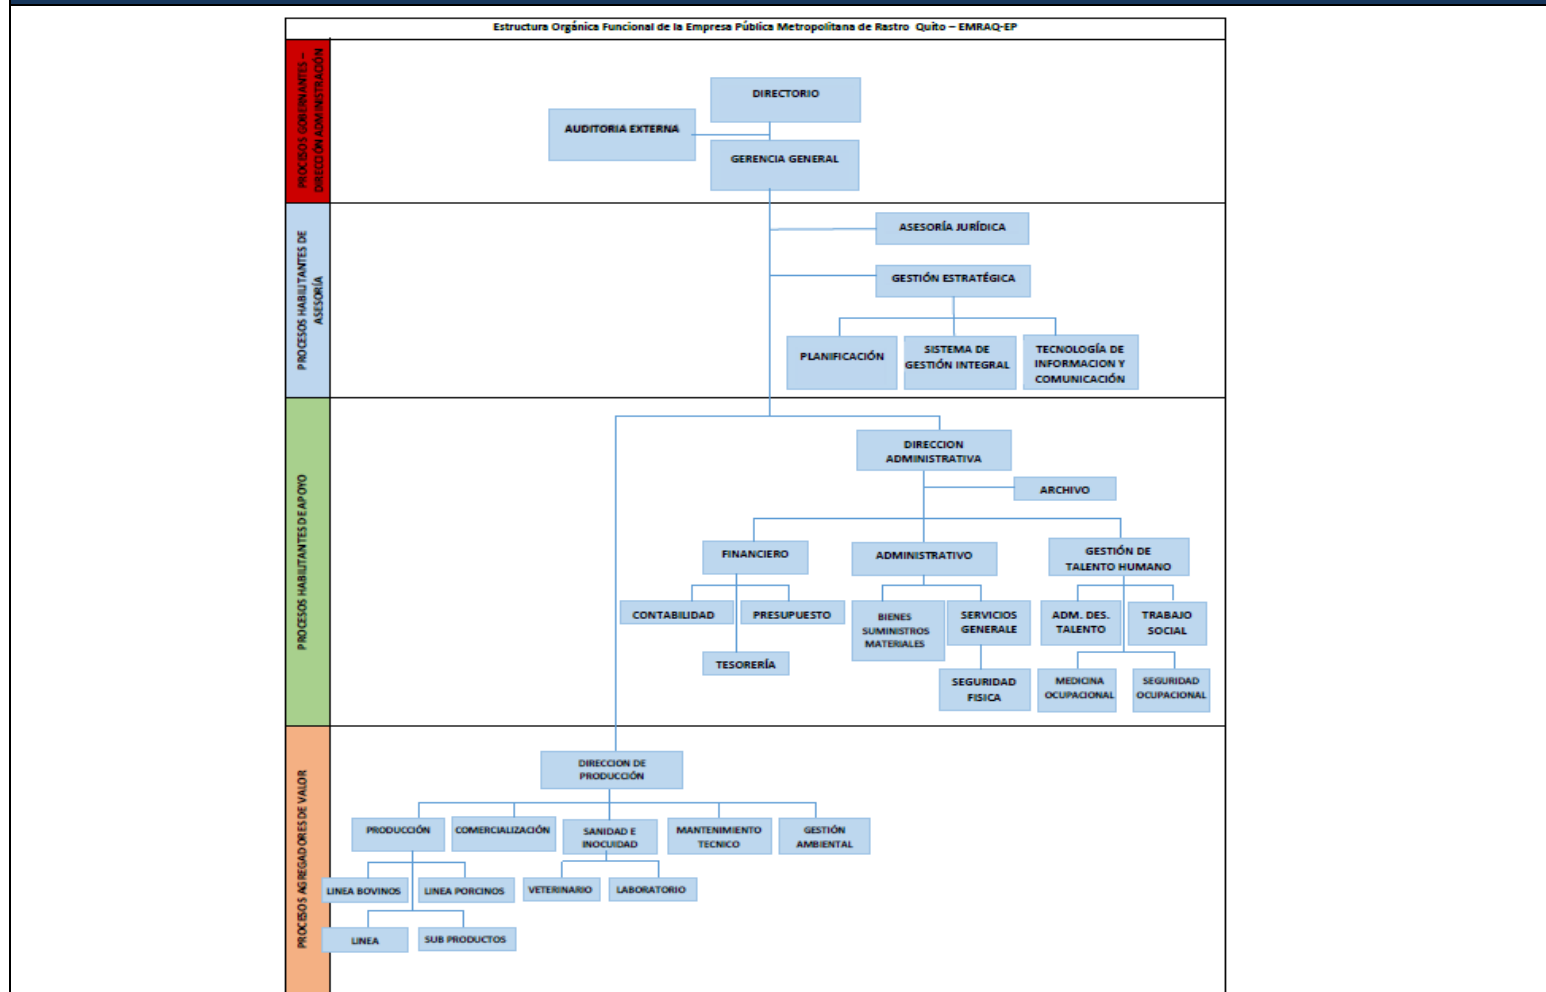 Estructura Orgánica Funcional de la Empresa Pública Metropolitana de Rastro Quito – EMRAQ-EP
PROCESOS GOBERNANTES –
DIRECCIÓN ADMINISTRACIÓN
DIRECTORIO
AUDITORIA EXTERNA
GERENCIA GENERAL
PROCESOS HABILITANTES DE
ASESORÍA
ASESORÍA JURÍDICA
GESTIÓN ESTRATÉGICA
PLANIFICACIÓN
SISTEMA DE
GESTIÓN INTEGRAL
TECNOLOGÍA DE
INFORMACION Y
COMUNICACIÓN
PROCESOS HABILITANTES DE APOYO
DIRECCION
ADMINISTRATIVA
ARCHIVO
FINANCIERO
ADMINISTRATIVO
GESTIÓN DE
TALENTO HUMANO
CONTABILIDAD
PRESUPUESTO
BIENES
SUMINISTROS
MATERIALES
SERVICIOS
GENERALE
ADM. DES.
TALENTO
TRABAJO
SOCIAL
TESORERÍA
SEGURIDAD
FISICA
MEDICINA
OCUPACIONAL
SEGURIDAD
OCUPACIONAL
PROCESOS AGREGADORES DE VALOR
DIRECCION DE
PRODUCCIÓN
PRODUCCIÓN
COMERCIALIZACIÓN
SANIDAD E
INOCUIDAD
MANTENIMIENTO
TECNICO
GESTIÓN
AMBIENTAL
LINEA BOVINOS
LINEA PORCINOS
VETERINARIO
LABORATORIO
LINEA
SUB PRODUCTOS